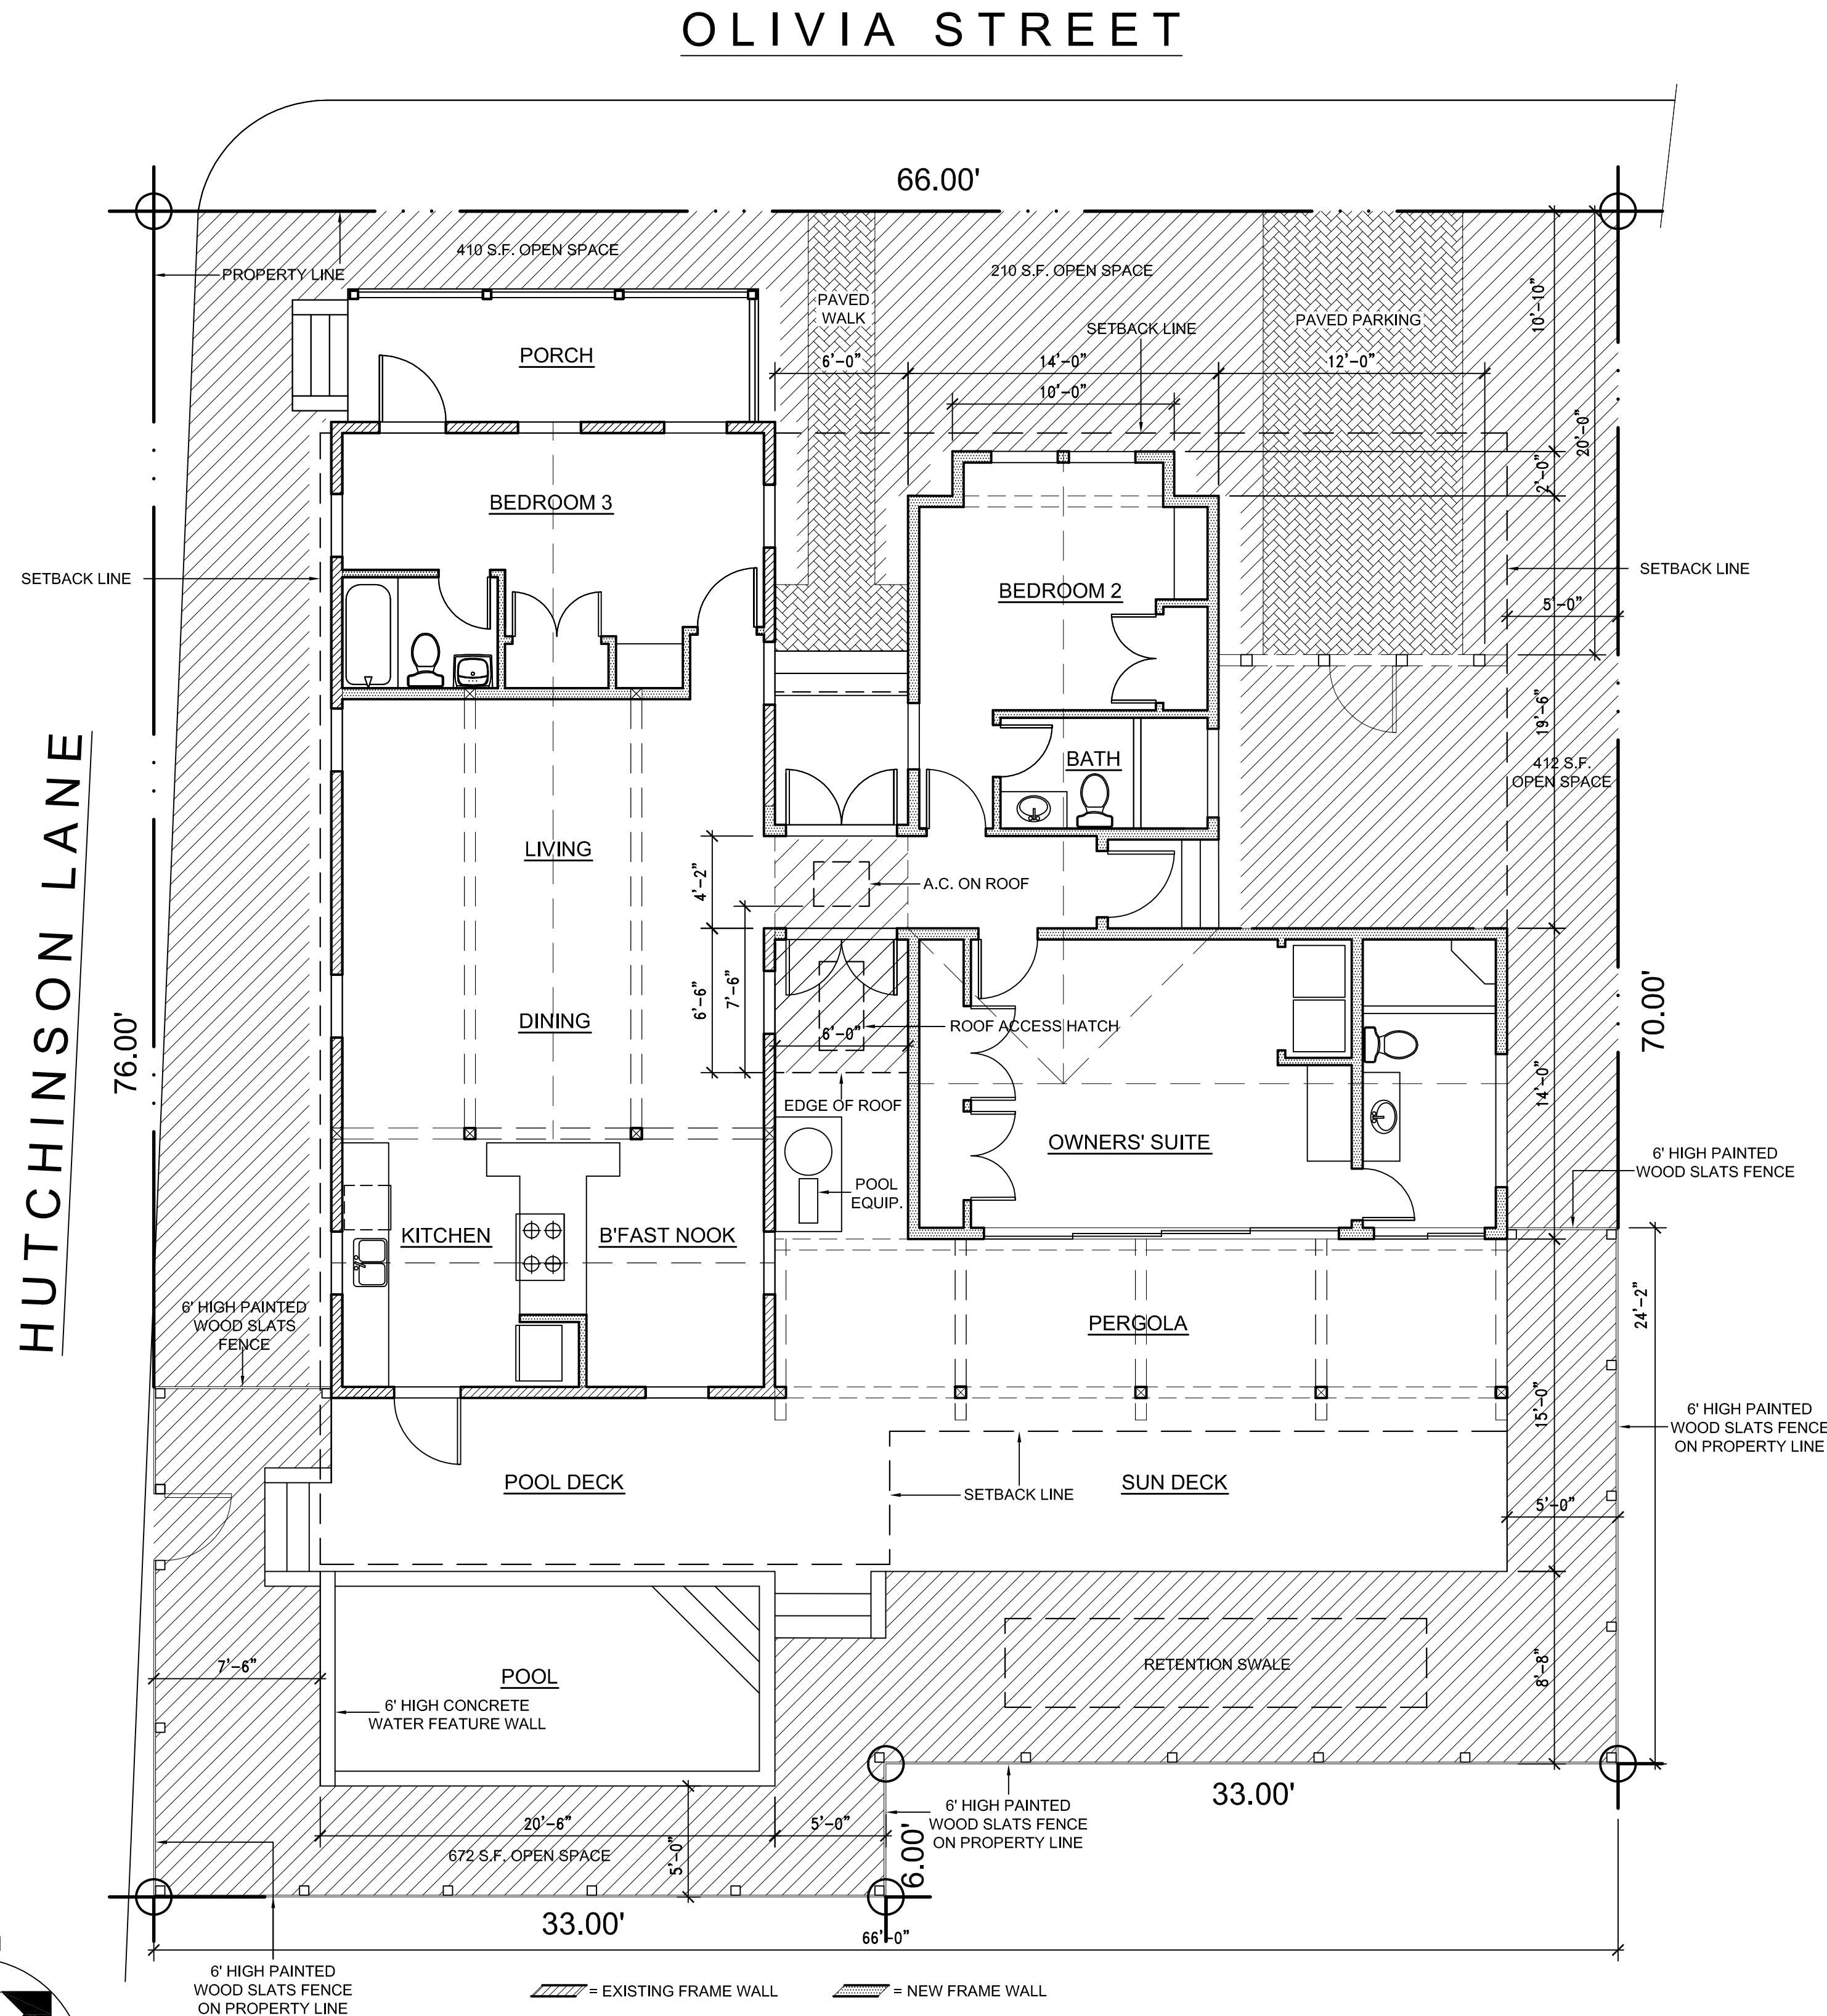 OLIVIA STREET
66.00'
410 S.F. OPEN SPACE
PROPERTY LINE
210 S.F. OPEN SPACE
PAVED
WALK
PAVED PARKING
SETBACK LINE
10'-10"
PORCH
6'-0"
14'-0"
12'-0"
10'-0"
20'-0"
2'-0"
BEDROOM 3
SETBACK LINE
BEDROOM 2
SETBACK LINE
5'-0"
19'-6"
BATH
412 S.F.
OPEN SPACE
HUTCHINSON LANE
LIVING
4'-2"
A.C. ON ROOF
76.00'
70.00'
DINING
6'-6"
7'-6"
6'-0"
ROOF ACCESS HATCH
EDGE OF ROOF
14'-0"
OWNERS' SUITE
6' HIGH PAINTED
WOOD SLATS FENCE
POOL
EQUIP.
KITCHEN
B'FAST NOOK
6' HIGH PAINTED
WOOD SLATS
FENCE
PERGOLA
24'-2"
15'-0"
6' HIGH PAINTED
WOOD SLATS FENCE
ON PROPERTY LINE
POOL DECK
SETBACK LINE
SUN DECK
5'-0"
7'-6"
POOL
6' HIGH CONCRETE
WATER FEATURE WALL
RETENTION SWALE
8'-8"
33.00'
20'-6"
5'-0"
5'-0"
672 S.F. OPEN SPACE
6' HIGH PAINTED
WOOD SLATS FENCE
ON PROPERTY LINE
6.00'
33.00'
66'-0"
6' HIGH PAINTED
WOOD SLATS FENCE
ON PROPERTY LINE
= EXISTING FRAME WALL
= NEW FRAME WALL